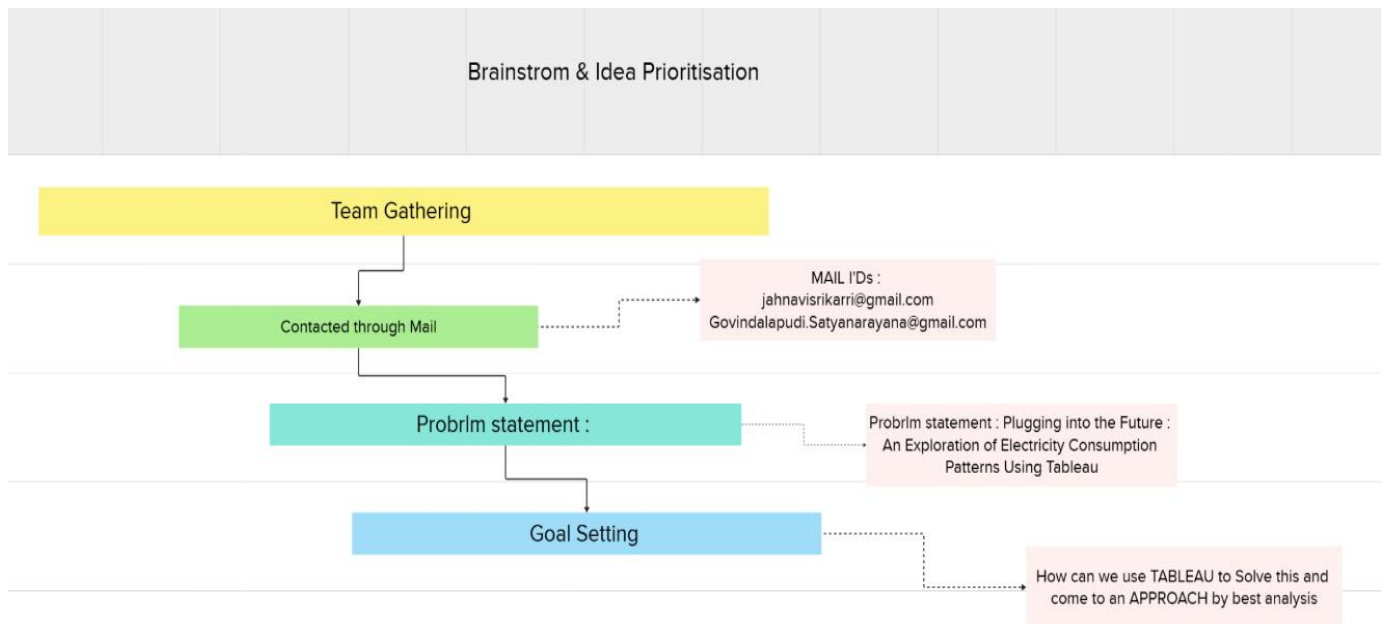 Brainstrom & Idea Prioritisation
Team Gathering
Contacted through Mail
MAIL I'Ds :
jahnavisrikarri@gmail.com
Govindalapudi.Satyanarayana@gmail.com
Probrlm statement :
Probrlm statement : Plugging into the Future :
An Exploration of Electricity Consumption
Patterns Using Tableau
Goal Setting
How can we use TABLEAU to Solve this and
come to an APPROACH by best analysis